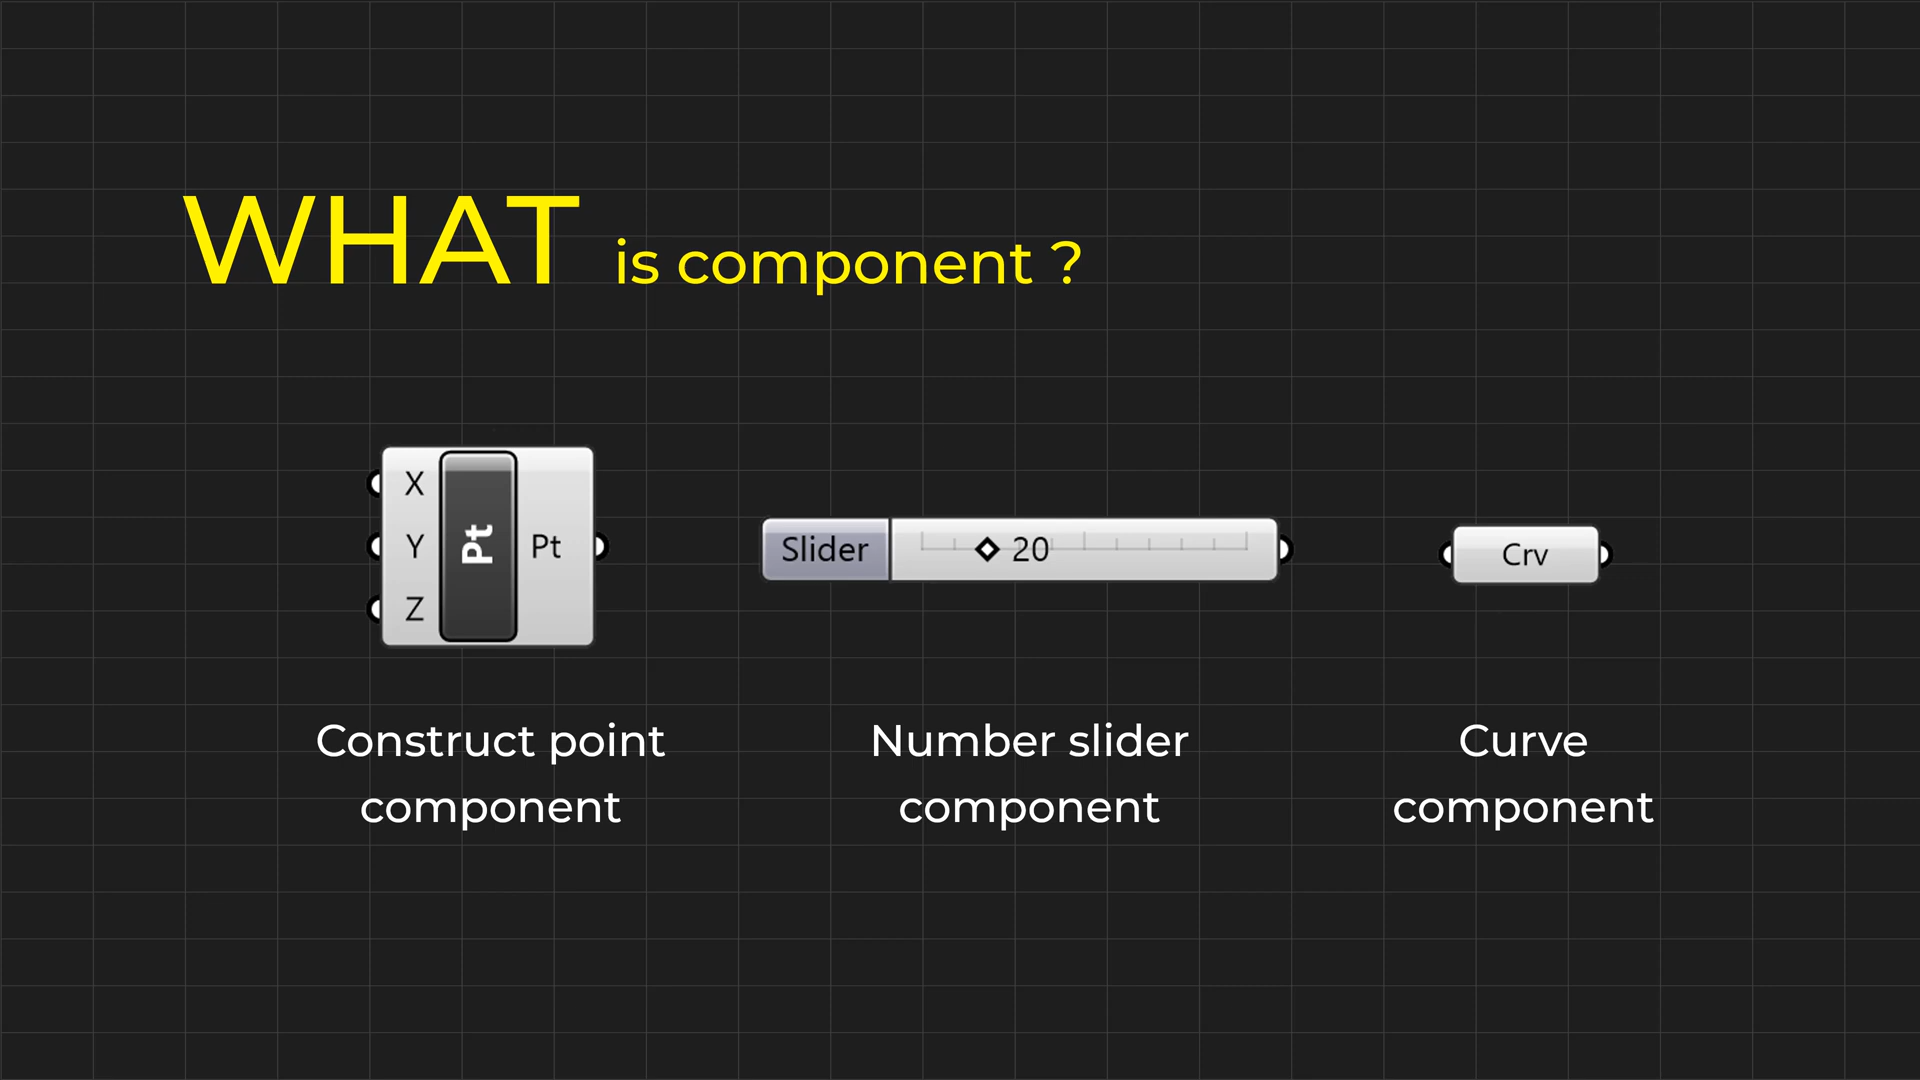 WHAT is component ?
X
Y
Z
Pt
Pt
Slider
20
Crv
Construct point
component
Number slider
component
Curve
component